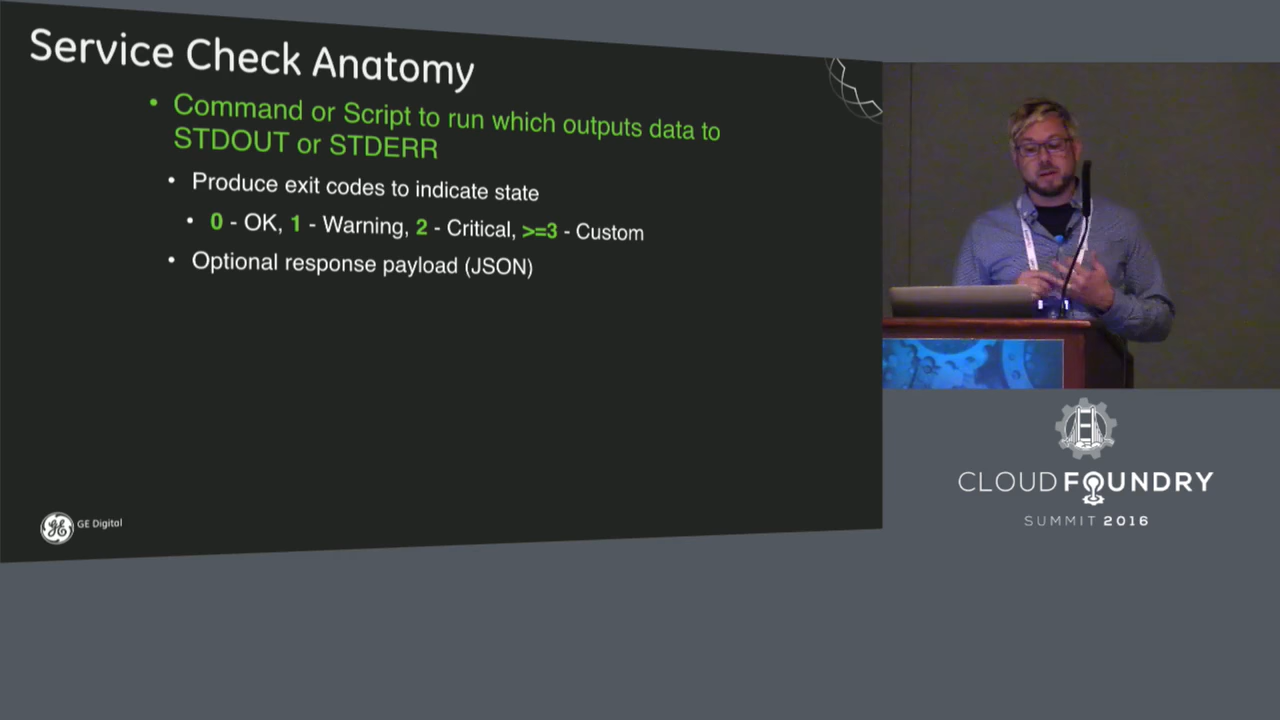 Service Check Anatomy
• Command or Script to run which outputs data to
STDOUT or STDERR
• Produce exit codes to indicate state
• 0 - OK, 1 - Warning, 2 - Critical, >=3 - Custom
• Optional response payload (JSON)
GE Digital
CLOUD FOUNDRY
SUMMIT 2016